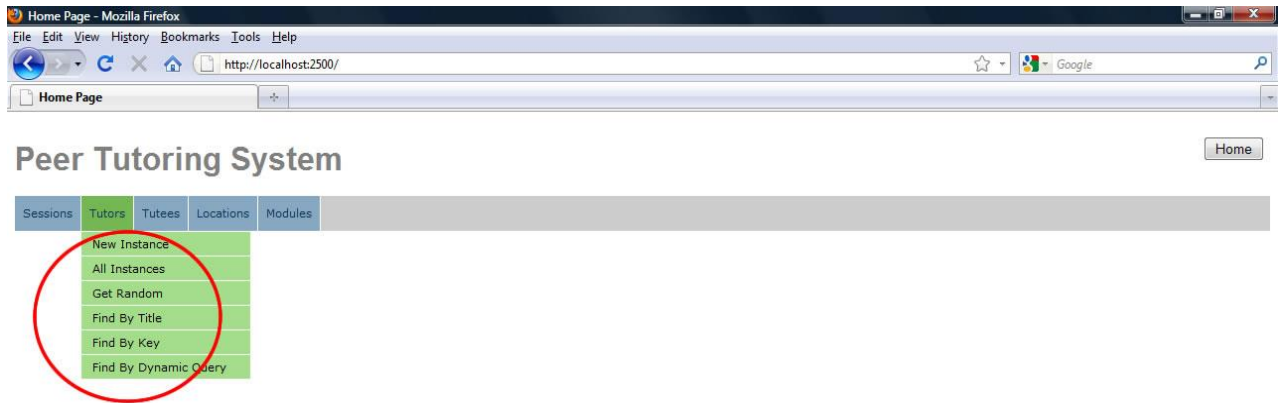 Home Page - Mozilla Firefox
File Edit View History Bookmarks Tools Help
http://localhost:2500/ Google
Home Page
Peer Tutoring System Home
Sessions Tutors Tutees Locations Modules
New Instance
All Instances
Get Random
Find By Title
Find By Key
Find By Dynamic Query